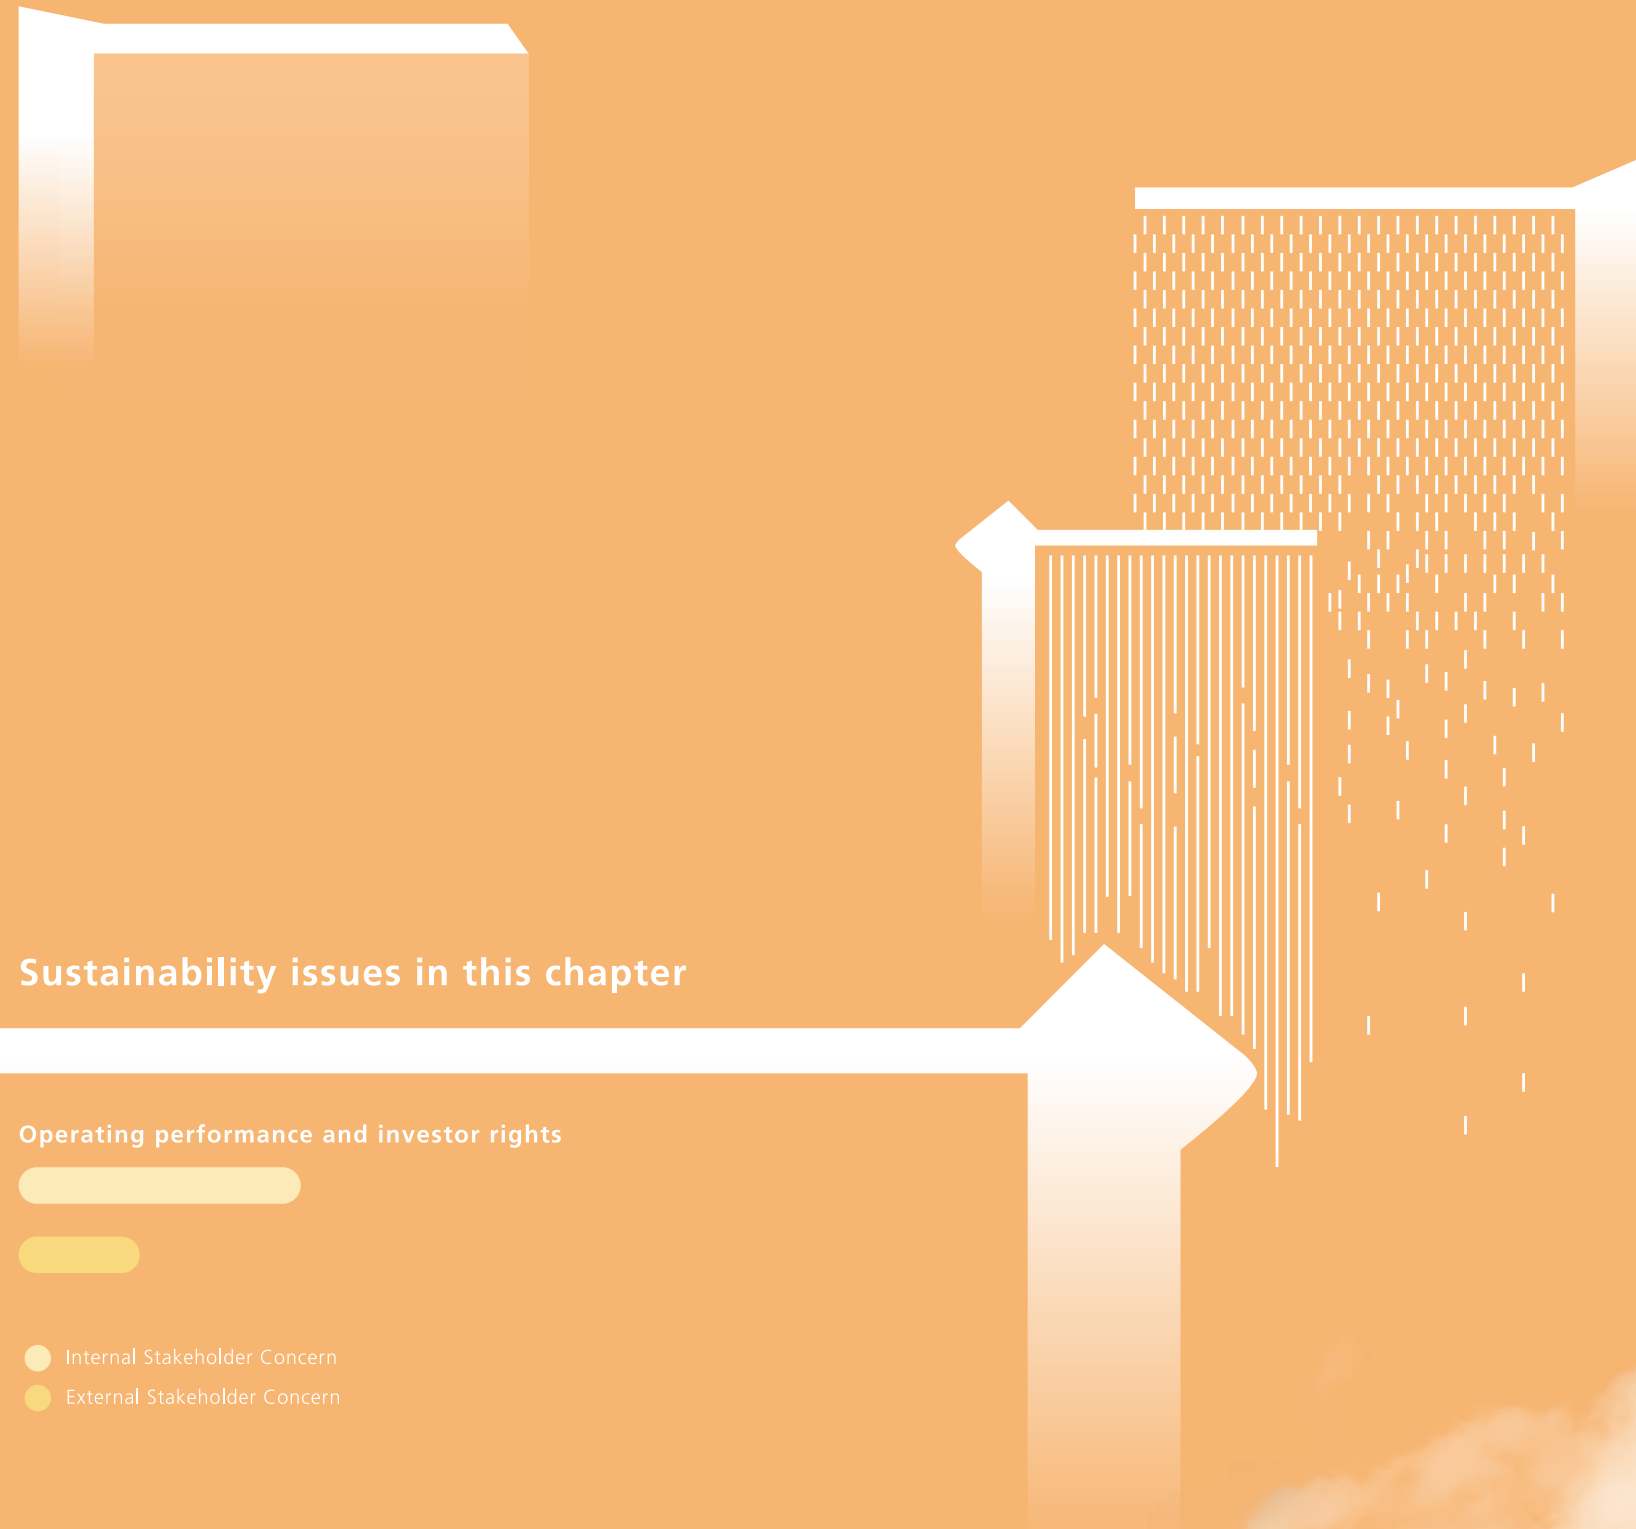 Sustainability issues in this chapter
Operating performance and investor rights
Internal Stakeholder Concern
External Stakeholder Concern